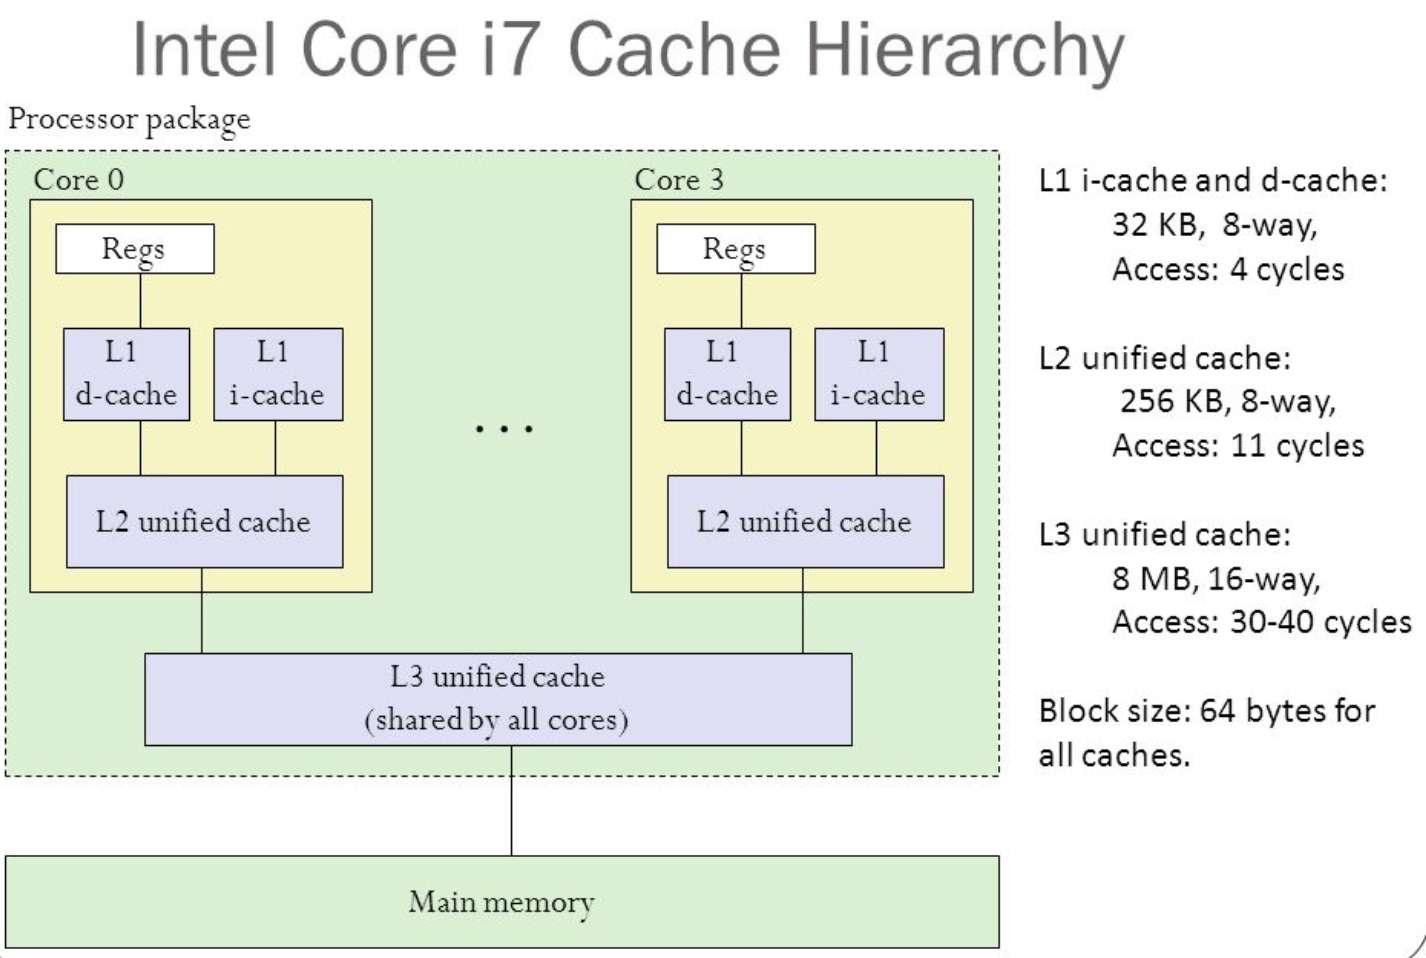 Intel Core i7 Cache Hierarchy
Processor package
Core 0
Regs
L1
d-cache
L1
i-cache
L2 unified cache
...
Core 3
Regs
L1
d-cache
L1
i-cache
L2 unified cache
L3 unified cache
(shared by all cores)
Main memory
L1 i-cache and d-cache:
32 KB, 8-way,
Access: 4 cycles
L2 unified cache:
256 KB, 8-way,
Access: 11 cycles
L3 unified cache:
8 MB, 16-way,
Access: 30-40 cycles
Block size: 64 bytes for
all caches.